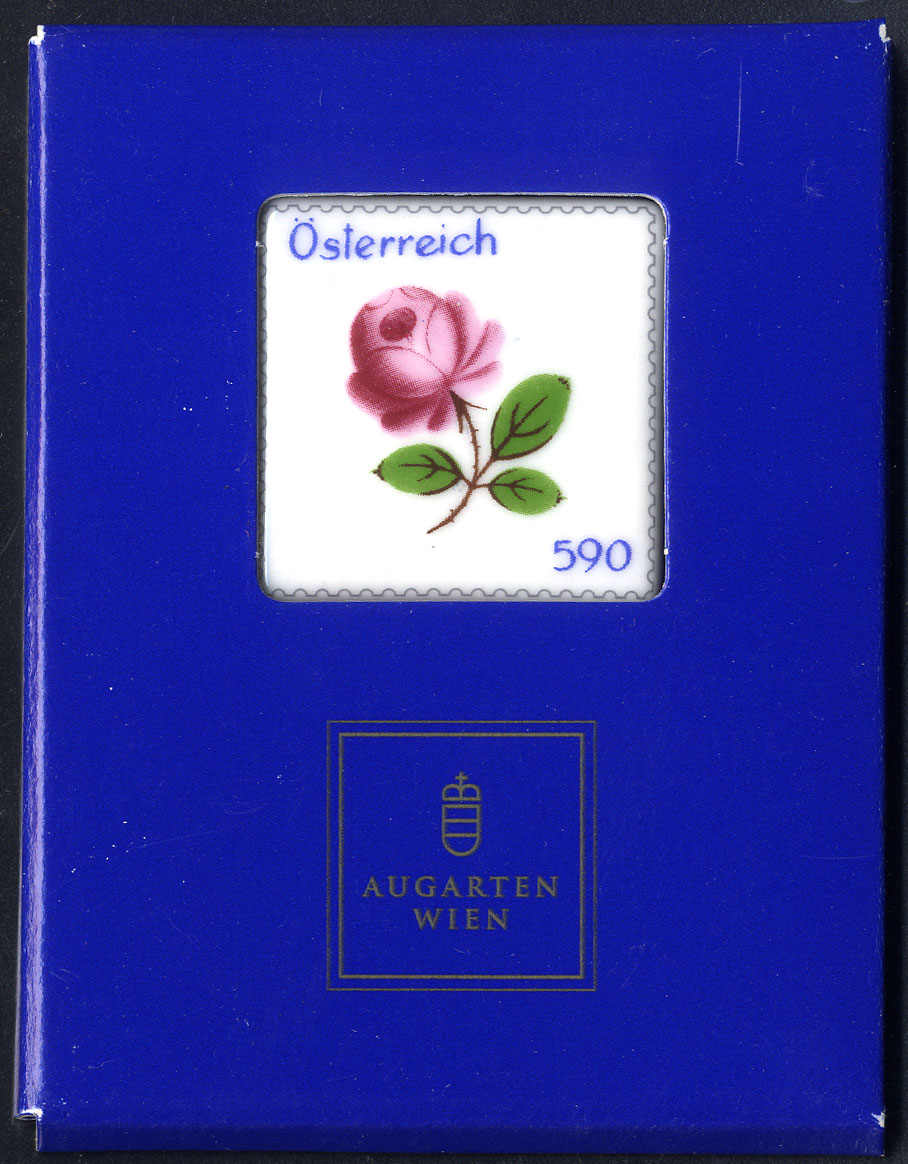 Österreich
590
AUGARTEN
WIEN